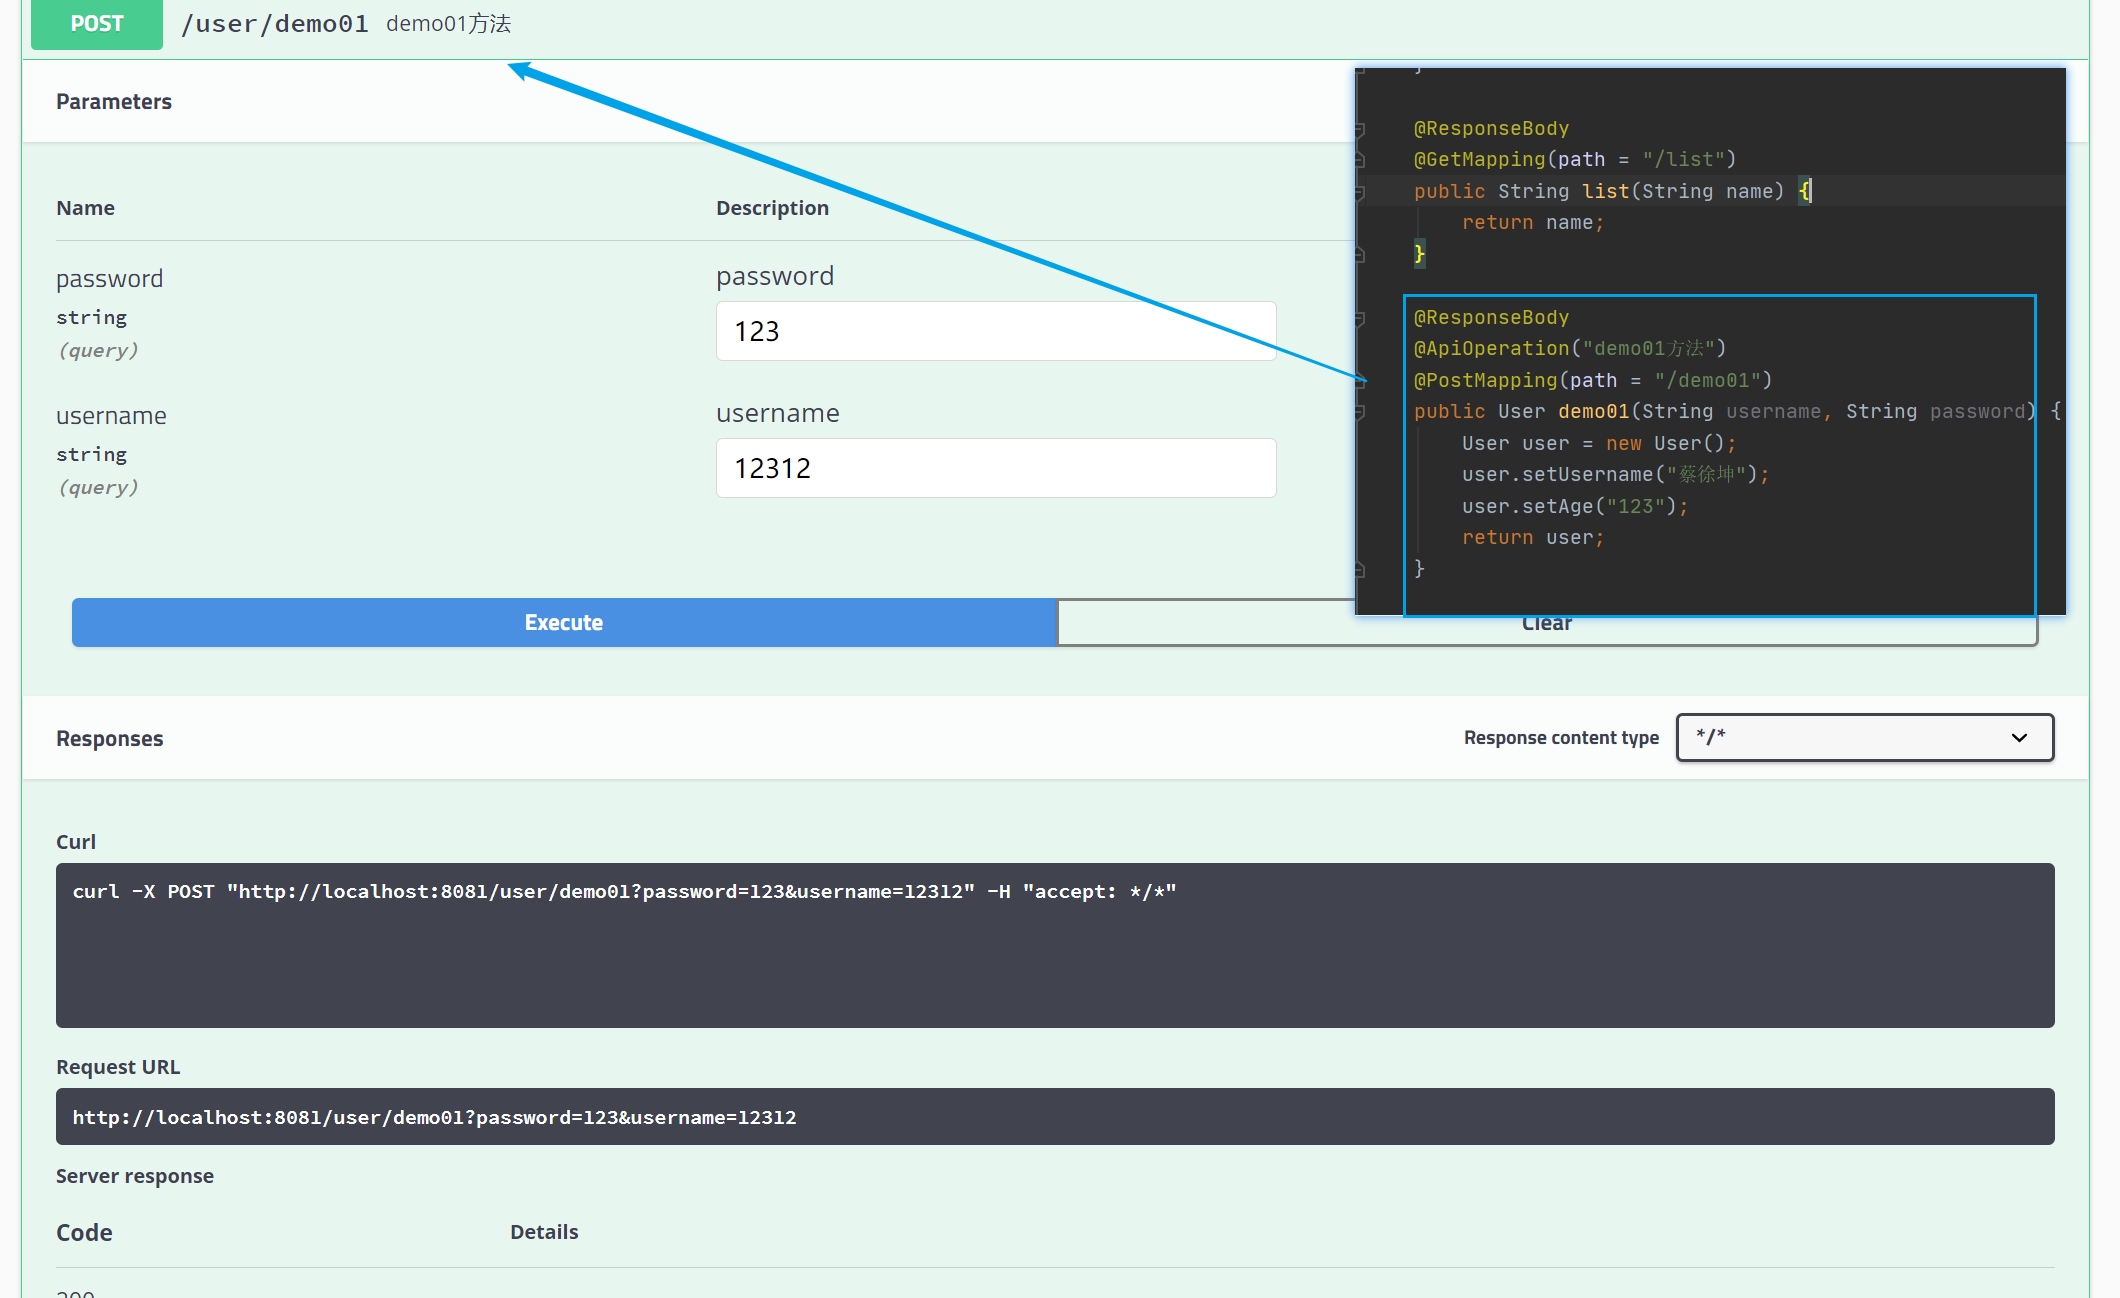 POST /user/demo01 demo01方法
Parameters
Name Description
password
string
(query)
password
123
username
string
(query)
username
12312
Execute
Clear
}
@ResponseBody
@GetMapping(path = "/list")
public String list(String name) {
return name;
}
@ResponseBody
@ApiOperation("demo01方法")
@PostMapping(path = "/demo01")
public User demo01(String username, String password) {
User user = new User();
user.setUsername("蔡徐坤");
user.setAge("123");
return user;
}
Responses
Response content type */*
Curl
curl -X POST "http://localhost:8081/user/demo01?password=123&username=12312" -H "accept: */*"
Request URL
http://localhost:8081/user/demo01?password=123&username=12312
Server response
Code Details
200